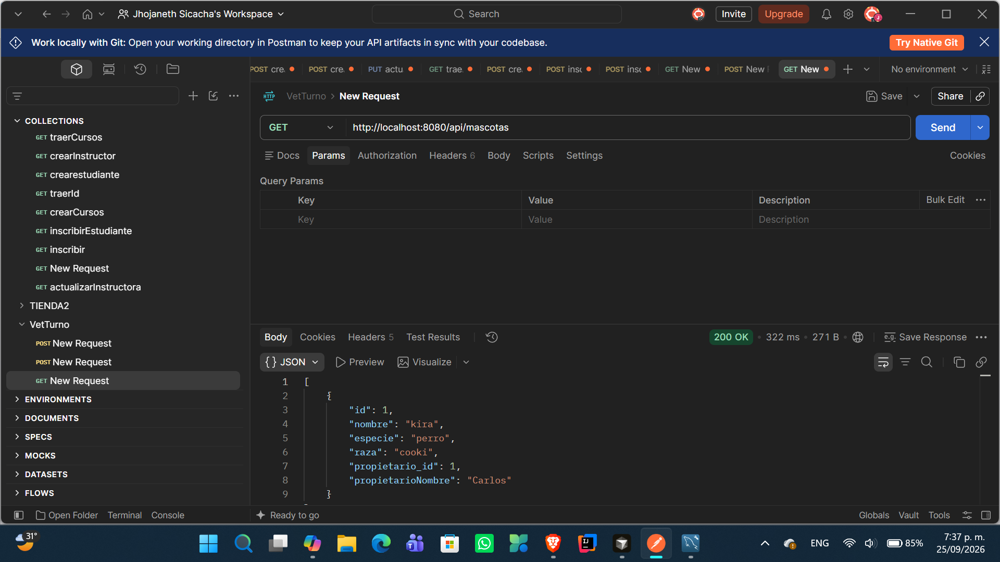 Jhojaneth Sicacha's Workspace
Search
Invite
Upgrade
Work locally with Git: Open your working directory in Postman to keep your API artifacts in sync with your codebase.
Try Native Git
POST cre
POST cre
PUT actu
GET trae
POST cre
POST insc
POST insc
GET New
POST New
GET New
No environment
HTTP
VetTurno > New Request
Save
Share
COLLECTIONS
GET traerCursos
GET crearInstructor
GET crearestudiante
GET traerId
GET crearCursos
GET inscribirEstudiante
GET inscribir
GET New Request
GET actualizarInstructora
TIENDA2
VetTurno
POST New Request
POST New Request
GET New Request
ENVIRONMENTS
DOCUMENTS
SPECS
MOCKS
DATASETS
FLOWS
GET
http://localhost:8080/api/mascotas
Send
Docs
Params
Authorization
Headers 6
Body
Scripts
Settings
Cookies
Query Params
Key
Value
Description
Bulk Edit
Key
Value
Description
Body
Cookies
Headers 5
Test Results
200 OK
322 ms
271 B
e.g. Save Response
{} JSON
Preview
Visualize
1 [
2 {
3 "id": 1,
4 "nombre": "kira",
5 "especie": "perro",
6 "raza": "cooki",
7 "propietario_id": 1,
8 "propietarioNombre": "Carlos"
9 }
Open Folder
Terminal
Console
Ready to go
Globals
Vault
Tools
31°
ENG
85%
7:37 p. m.
25/09/2026